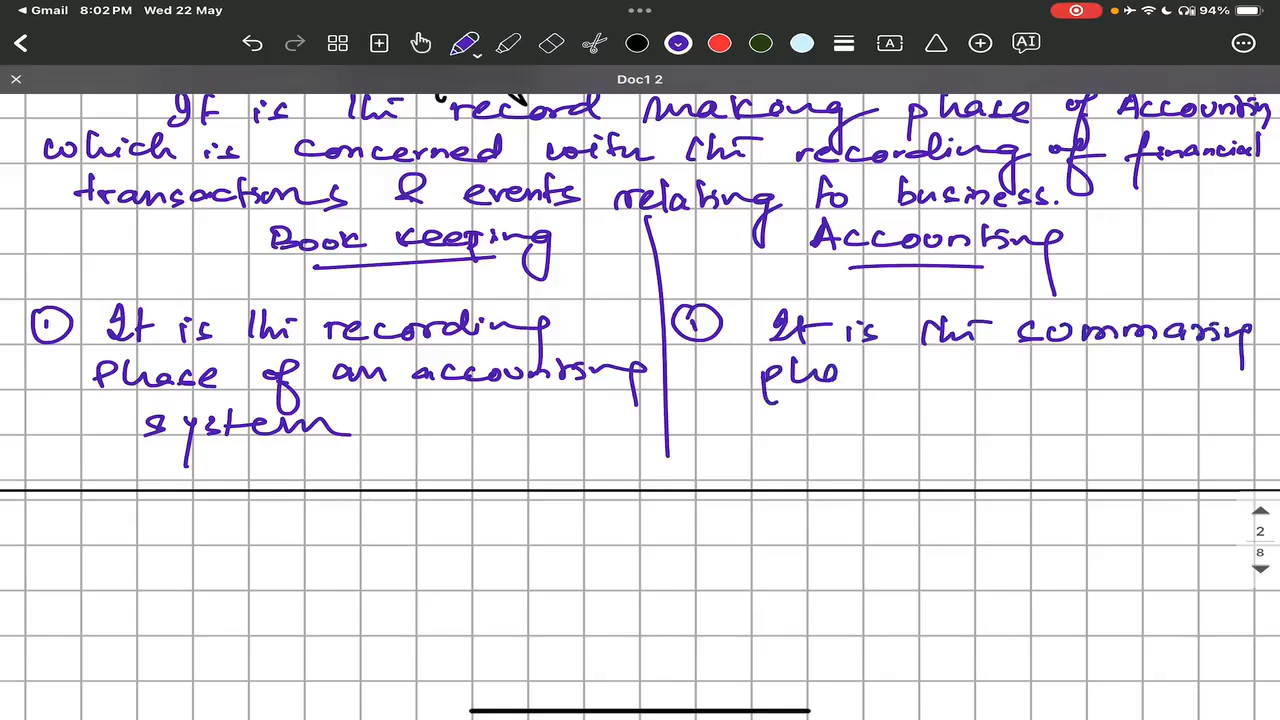 Gmail 8:02 PM Wed 22 May 94%
AI
Doc1 2
It is the record making phase of Accounting
which is concerned with the recording of financial
transactions & events relating to business.
Book keeping
Accounting
① It is the recording
phase of an accounting
system
① It is the summarisg
pha
2
8